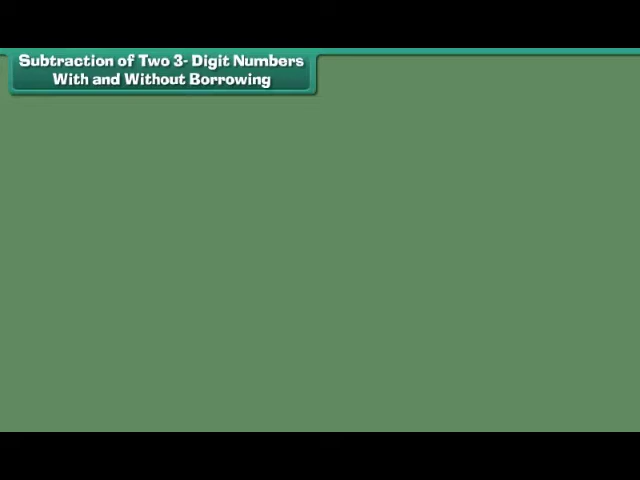 Subtraction of Two 3- Digit Numbers
With and Without Borrowing